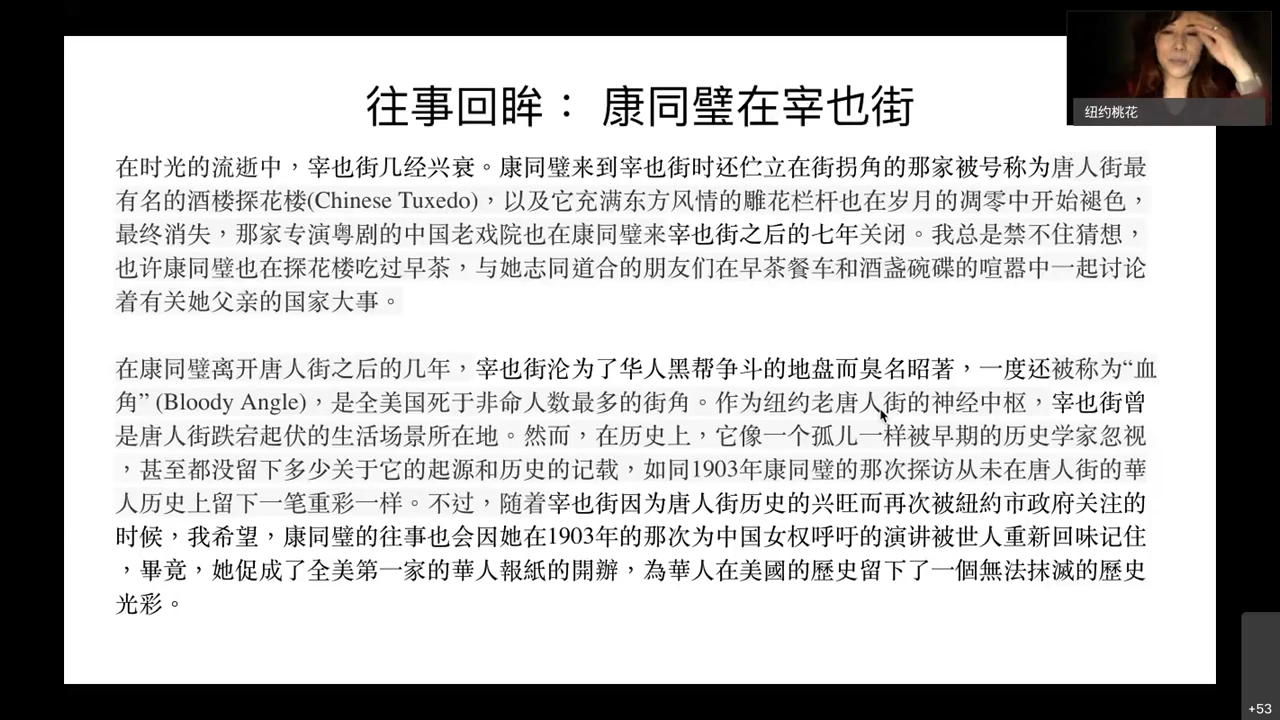 往事回眸： 康同璧在宰也街
纽约桃花
在时光的流逝中，宰也街几经兴衰。康同璧来到宰也街时还伫立在街拐角的那家被号称为唐人街最
有名的酒楼探花楼(Chinese Tuxedo)，以及它充满东方风情的雕花栏杆也在岁月的凋零中开始褪色，
最终消失，那家专演粤剧的中国老戏院也在康同璧来宰也街之后的七年关闭。我总是禁不住猜想，
也许康同璧也在探花楼吃过早茶，与她志同道合的朋友们在早茶餐车和酒盏碗碟的喧嚣中一起讨论
着有关她父亲的国家大事。
在康同璧离开唐人街之后的几年，宰也街沦为了华人黑帮争斗的地盘而臭名昭著，一度还被称为“血
角” (Bloody Angle)，是全美国死于非命人数最多的街角。作为纽约老唐人街的神经中枢，宰也街曾
是唐人街跌宕起伏的生活场景所在地。然而，在历史上，它像一个孤儿一样被早期的历史学家忽视
，甚至都没留下多少关于它的起源和历史的记载，如同1903年康同璧的那次探访从未在唐人街的華
人历史上留下一笔重彩一样。不过，随着宰也街因为唐人街历史的兴旺而再次被紐約市政府关注的
时候，我希望，康同璧的往事也会因她在1903年的那次为中国女权呼吁的演讲被世人重新回味记住
，畢竟，她促成了全美第一家的華人報紙的開辦，為華人在美國的歷史留下了一個無法抹滅的歷史
光彩。
+53